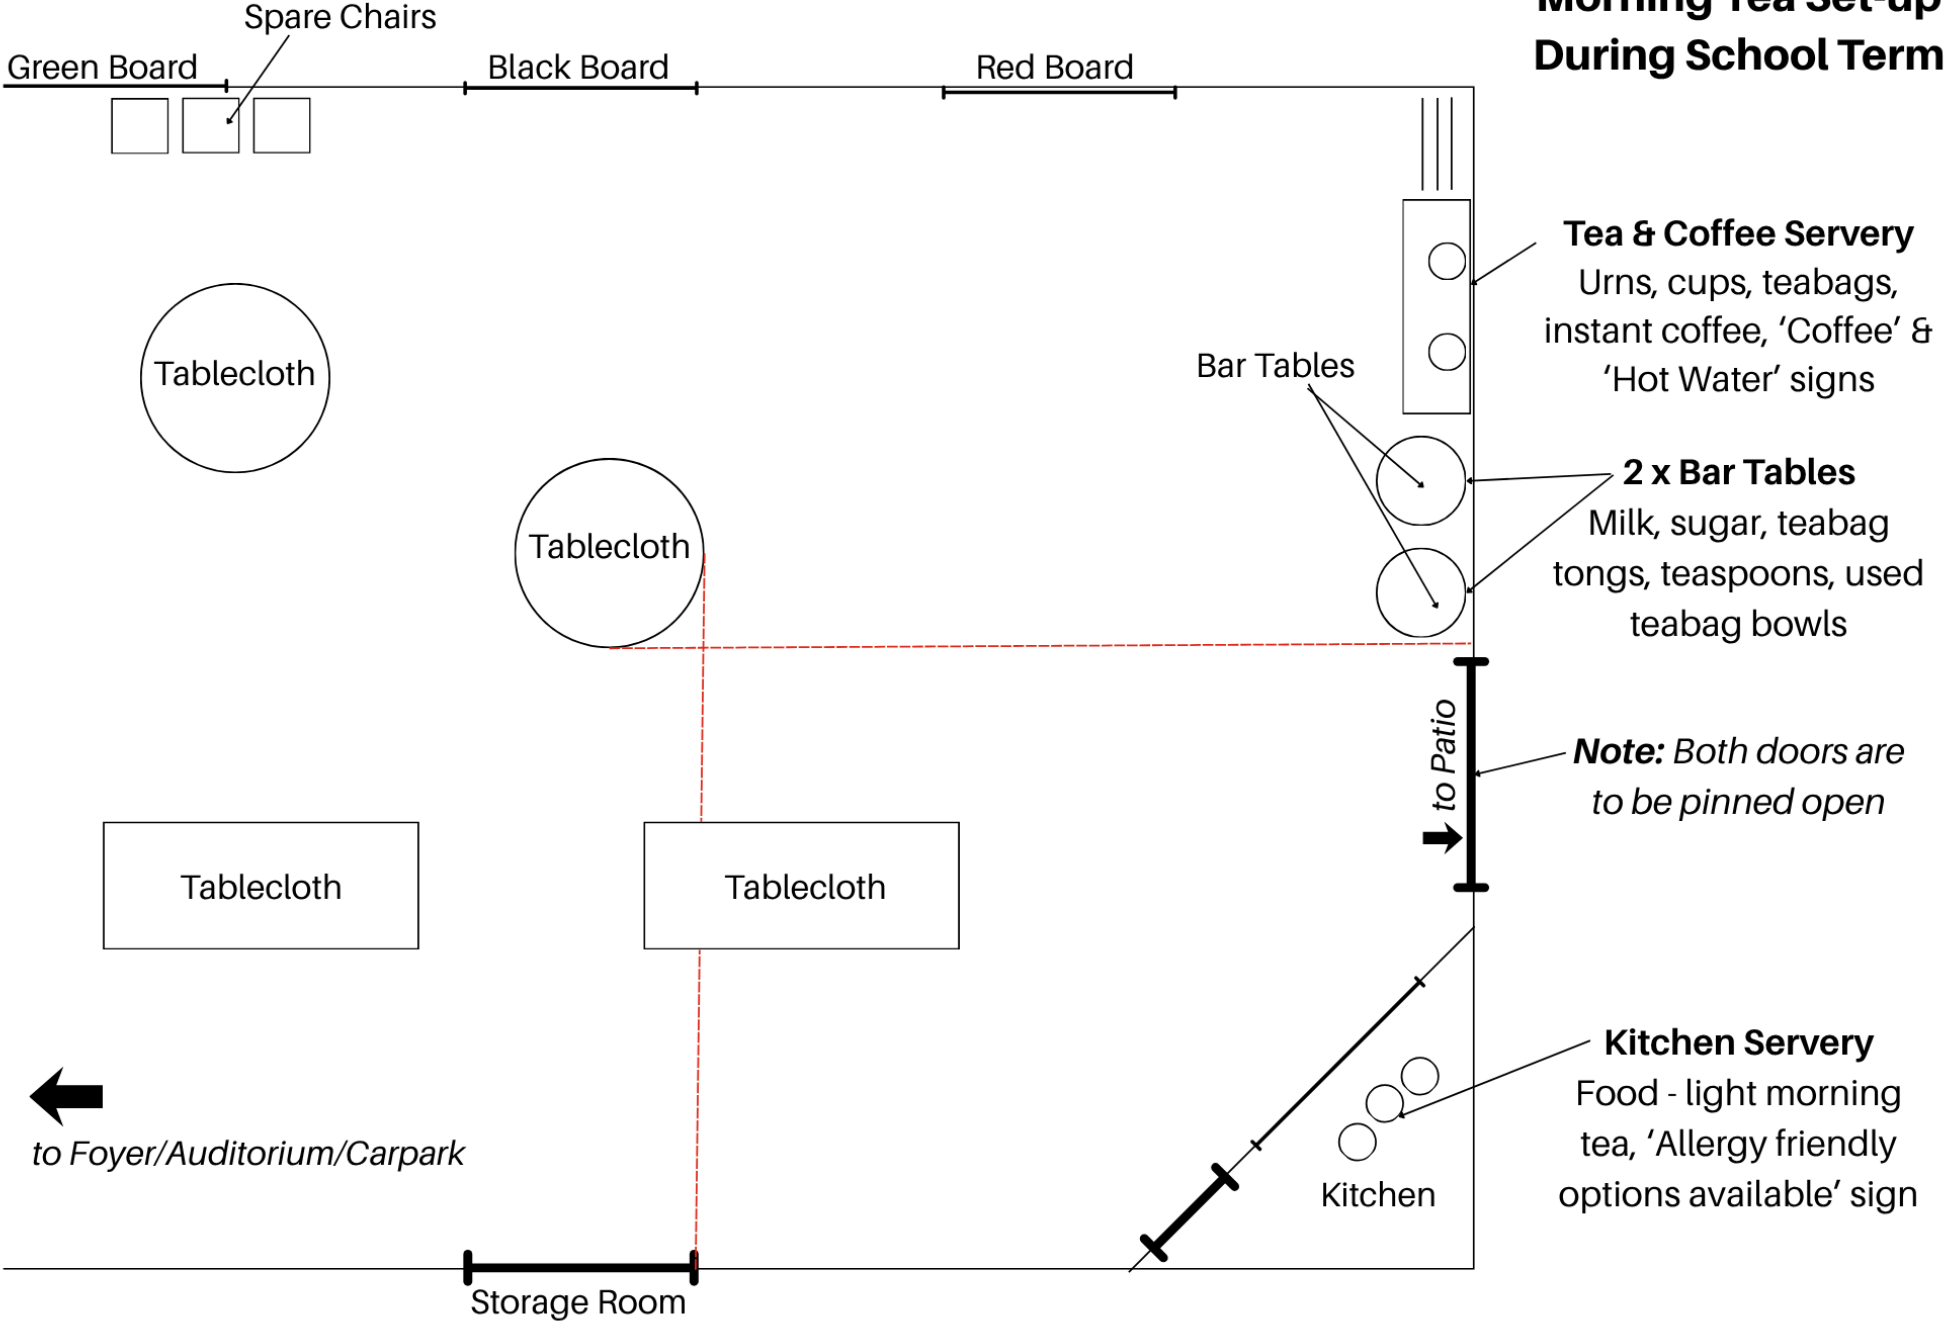 Morning Tea Set-up
During School Term
Spare Chairs
Green Board
Black Board
Red Board
Tea & Coffee Servery
Urns, cups, teabags,
instant coffee, ‘Coffee’ &
‘Hot Water’ signs
Tablecloth
Bar Tables
2 x Bar Tables
Milk, sugar, teabag
tongs, teaspoons, used
teabag bowls
Tablecloth
to Patio
Note: Both doors are
to be pinned open
Tablecloth
Tablecloth
Kitchen Servery
Food - light morning
tea, ‘Allergy friendly
options available’ sign
to Foyer/Auditorium/Carpark
Kitchen
Storage Room